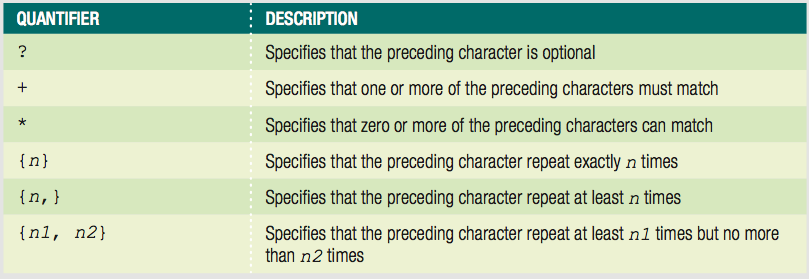 QUANTIFIER DESCRIPTION
? Specifies that the preceding character is optional
+ Specifies that one or more of the preceding characters must match
* Specifies that zero or more of the preceding characters can match
{n} Specifies that the preceding character repeat exactly n times
{n,} Specifies that the preceding character repeat at least n times
{n1, n2} Specifies that the preceding character repeat at least n1 times but no more
than n2 times